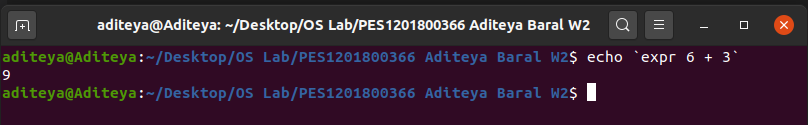 aditeya@Aditeya: ~/Desktop/OS Lab/PES1201800366 Aditeya Baral W2
aditeya@Aditeya:~/Desktop/OS Lab/PES1201800366 Aditeya Baral W2$ echo `expr 6 + 3`
9
aditeya@Aditeya:~/Desktop/OS Lab/PES1201800366 Aditeya Baral W2$